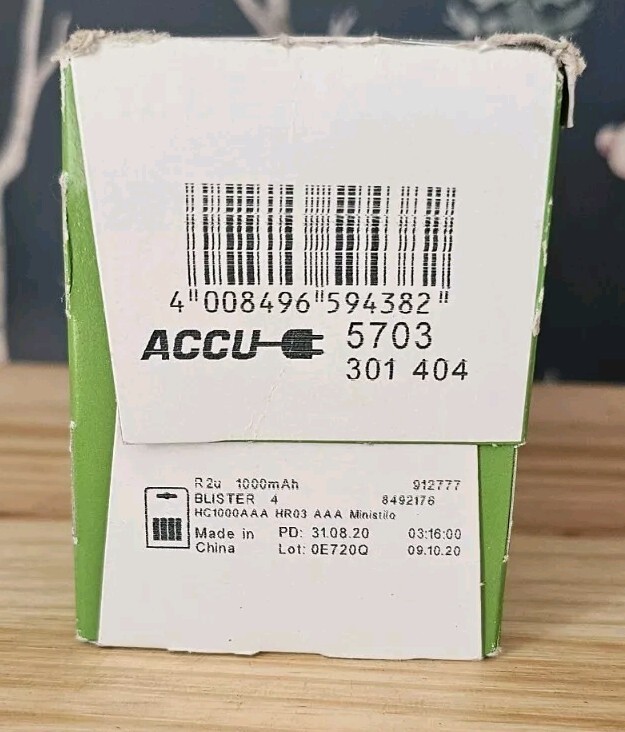 4"008496"594382"
ACCU 5703
301 404
R2u 1000mAh 912777
BLISTER 4 8492176
HC1000AAA HR03 AAA Ministilo
Made in PD: 31.08.20 03:16:00
China Lot: 0E720Q 09.10.20